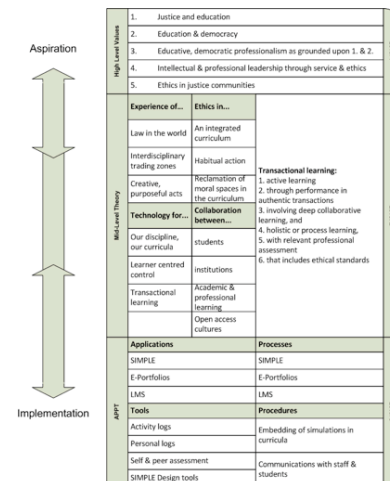 Aspiration
Implementation
High Level Values
1. Justice and education
2. Education & democracy
3. Educative, democratic professionalism as grounded upon 1. & 2.
4. Intellectual & professional leadership through service & ethics
5. Ethics in justice communities
Mid-Level Theory
Experience of... Ethics in...
Law in the world
An integrated
curriculum
Interdisciplinary
trading zones
Habitual action
Creative,
purposeful acts
Reclamation of
moral spaces in
the curriculum
Technology for...
Collaboration
between...
Our discipline,
our curricula
students
Learner centred
control
institutions
Transactional
learning
Academic &
professional
learning
Open access
cultures
Transactional learning:
1. active learning
2. through performance in
authentic transactions
3. involving deep collaborative
learning, and
4. holistic or process learning,
5. with relevant professional
assessment
6. that includes ethical standards
APPT
Applications Processes
SIMPLE SIMPLE
E-Portfolios E-Portfolios
LMS LMS
Tools Procedures
Activity logs
Personal logs
Embedding of simulations in
curricula
Self & peer assessment
SIMPLE Design tools
Communications with staff &
students